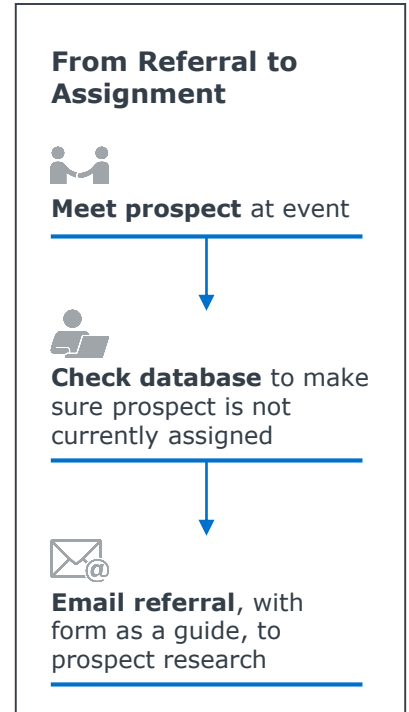 From Referral to
Assignment
Meet prospect at event
Check database to make
sure prospect is not
currently assigned
@
Email referral, with
form as a guide, to
prospect research